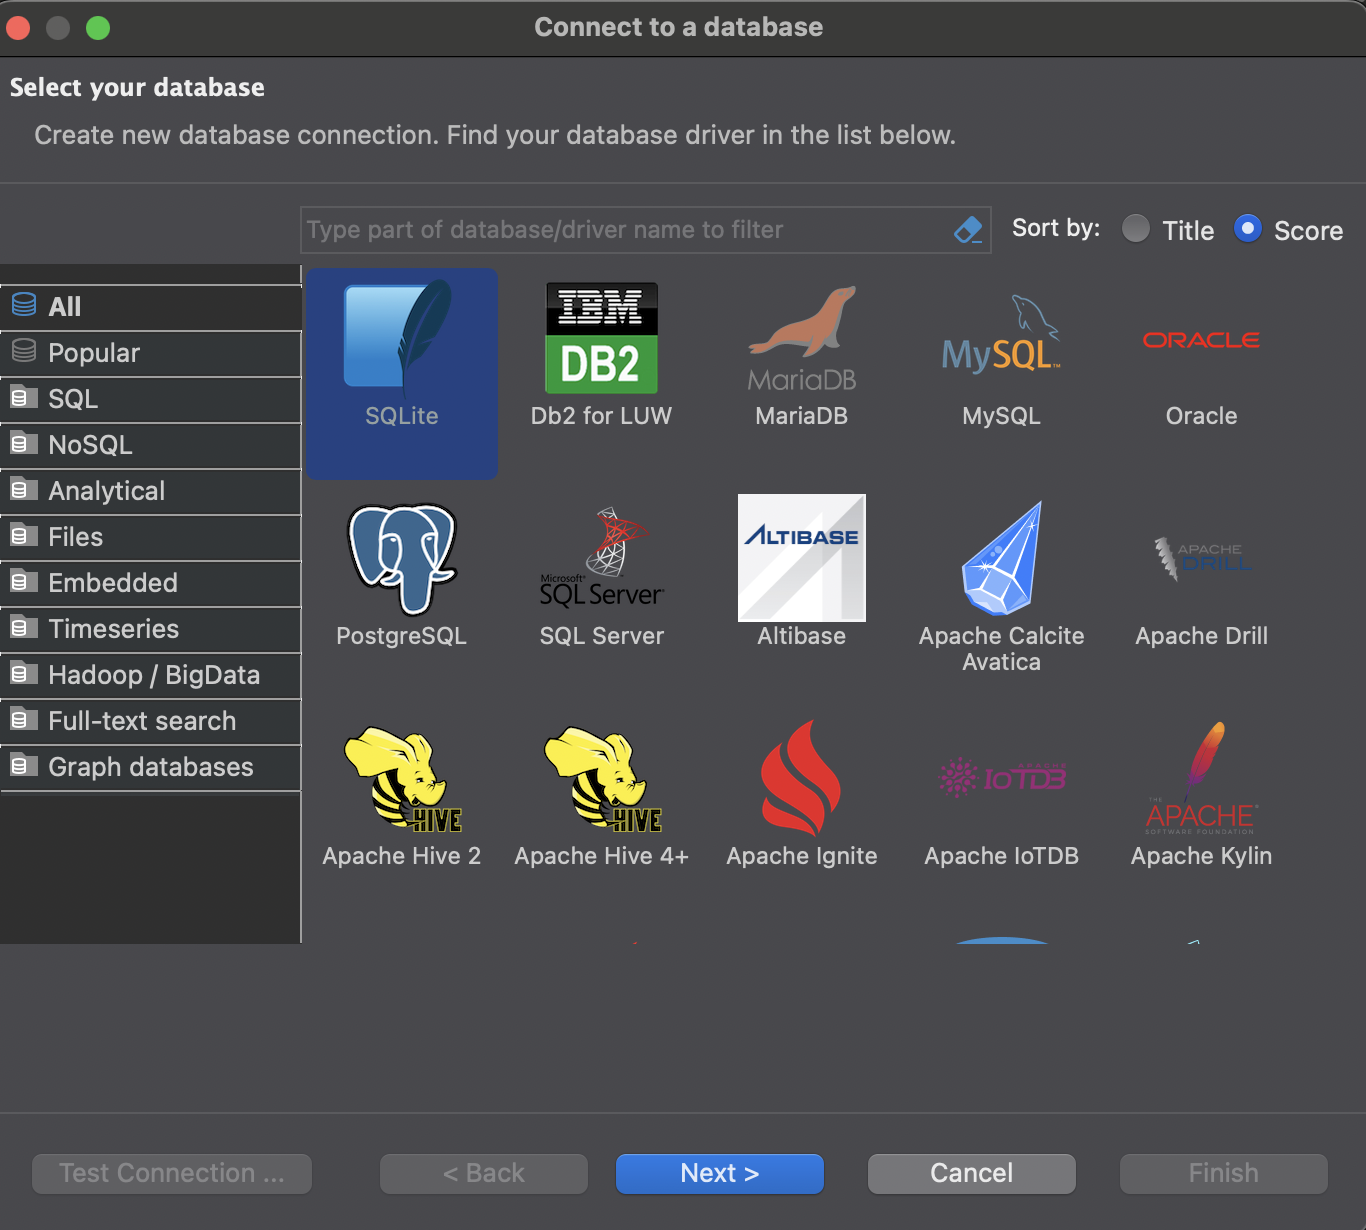 Connect to a database
Select your database
Create new database connection. Find your database driver in the list below.
Type part of database/driver name to filter
Sort by: Title Score
All
Popular
SQL
NoSQL
Analytical
Files
Embedded
Timeseries
Hadoop / BigData
Full-text search
Graph databases
SQLite
IBM
DB2
Db2 for LUW
MariaDB
MariaDB
MySQL™
MySQL
ORACLE
Oracle
PostgreSQL
Microsoft®
SQL Server
SQL Server
ALTIBASE
Altibase
Apache Calcite
Avatica
APACHE
DRILL
Apache Drill
HIVE
Apache Hive 2
HIVE
Apache Hive 4+
Apache Ignite
APACHE
IoTDB
Apache IoTDB
THE
APACHE®
SOFTWARE FOUNDATION
Apache Kylin
Test Connection ...
< Back
Next >
Cancel
Finish